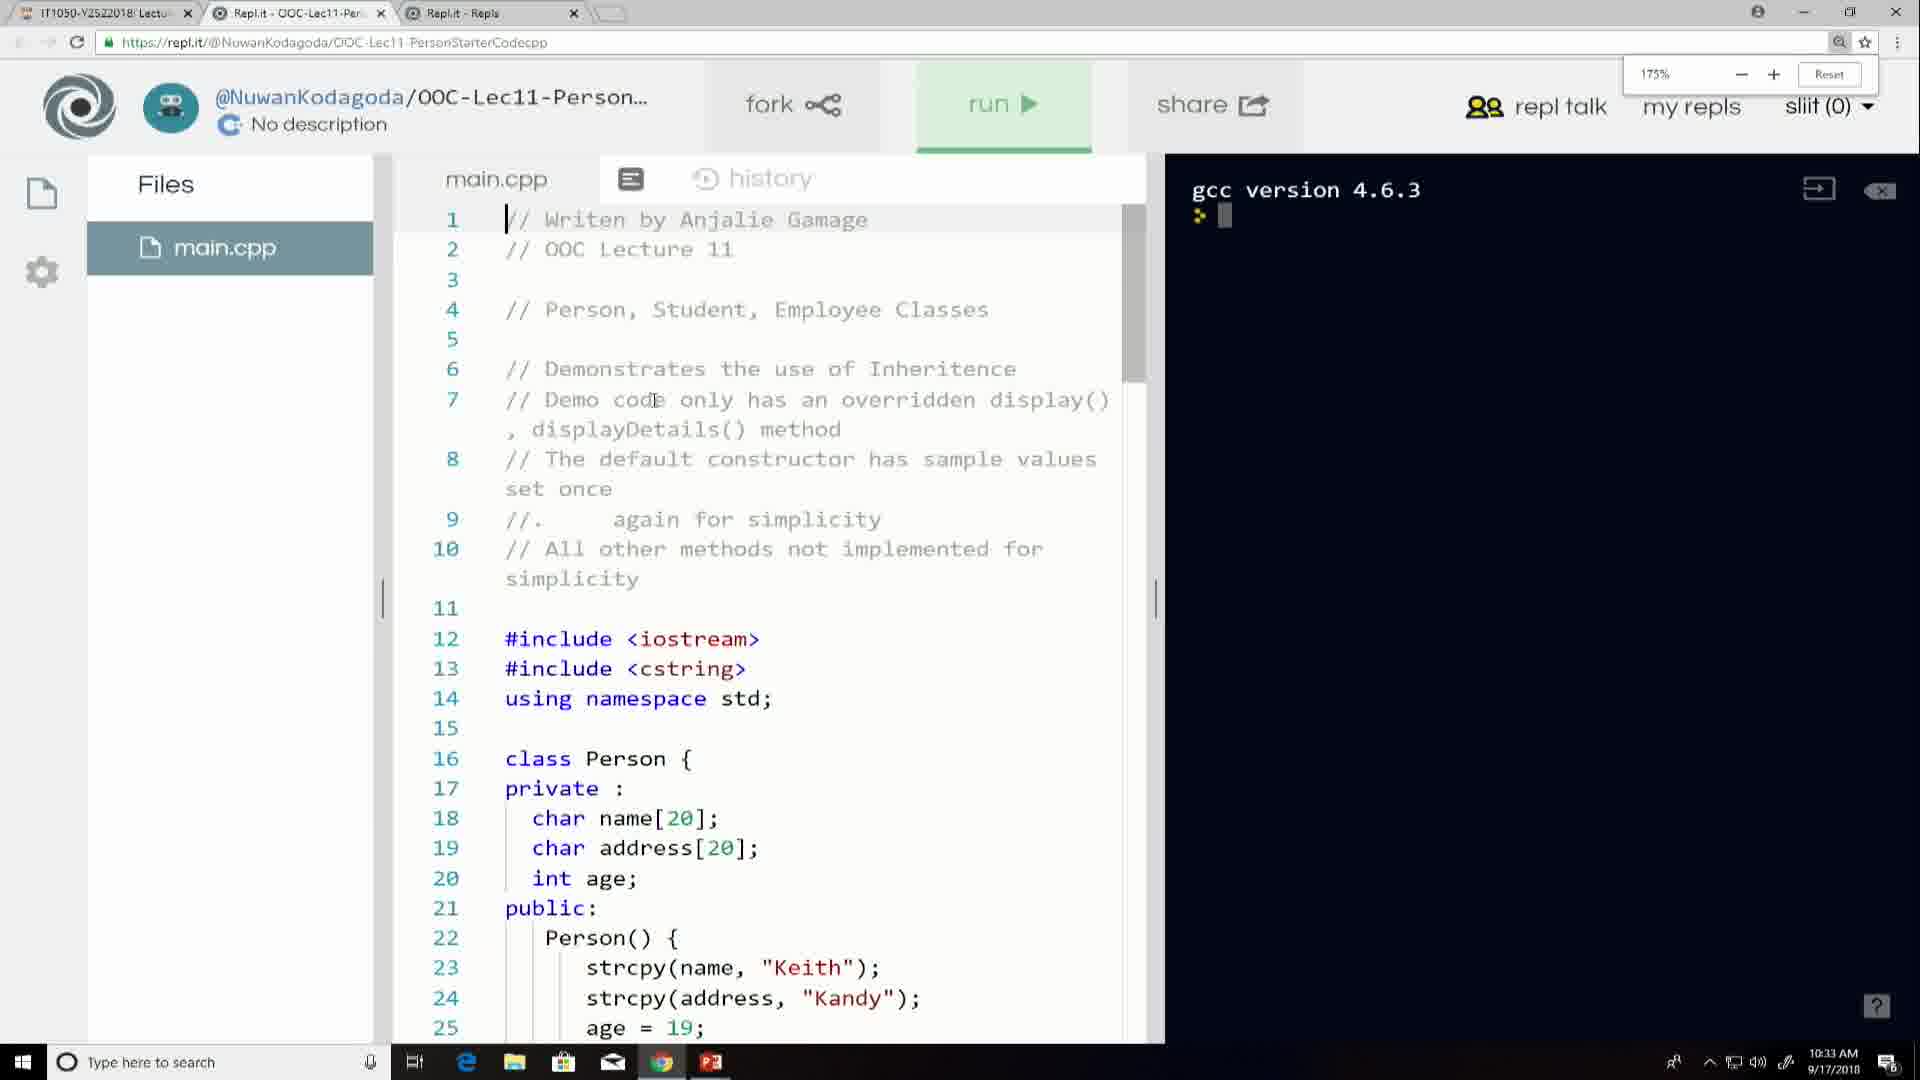 IT1050-Y2S22018: Lectu
Repl.it - OOC-Lec11-Per
Repl.it - Repls
https://repl.it/@NuwanKodagoda/OOC-Lec11-PersonStarterCodecpp
175%
Reset
@NuwanKodagoda/OOC-Lec11-Person...
No description
fork
run
share
repl talk
my repls
sliit (0)
Files
main.cpp
main.cpp
history
1 // Writen by Anjalie Gamage
2 // OOC Lecture 11
3
4 // Person, Student, Employee Classes
5
6 // Demonstrates the use of Inheritence
7 // Demo code only has an overridden display()
, displayDetails() method
8 // The default constructor has sample values
set once
9 //. again for simplicity
10 // All other methods not implemented for
simplicity
11
12 #include <iostream>
13 #include <cstring>
14 using namespace std;
15
16 class Person {
17 private :
18 char name[20];
19 char address[20];
20 int age;
21 public:
22 Person() {
23 strcpy(name, "Keith");
24 strcpy(address, "Kandy");
25 age = 19;
gcc version 4.6.3
?
Type here to search
10:33 AM
9/17/2018